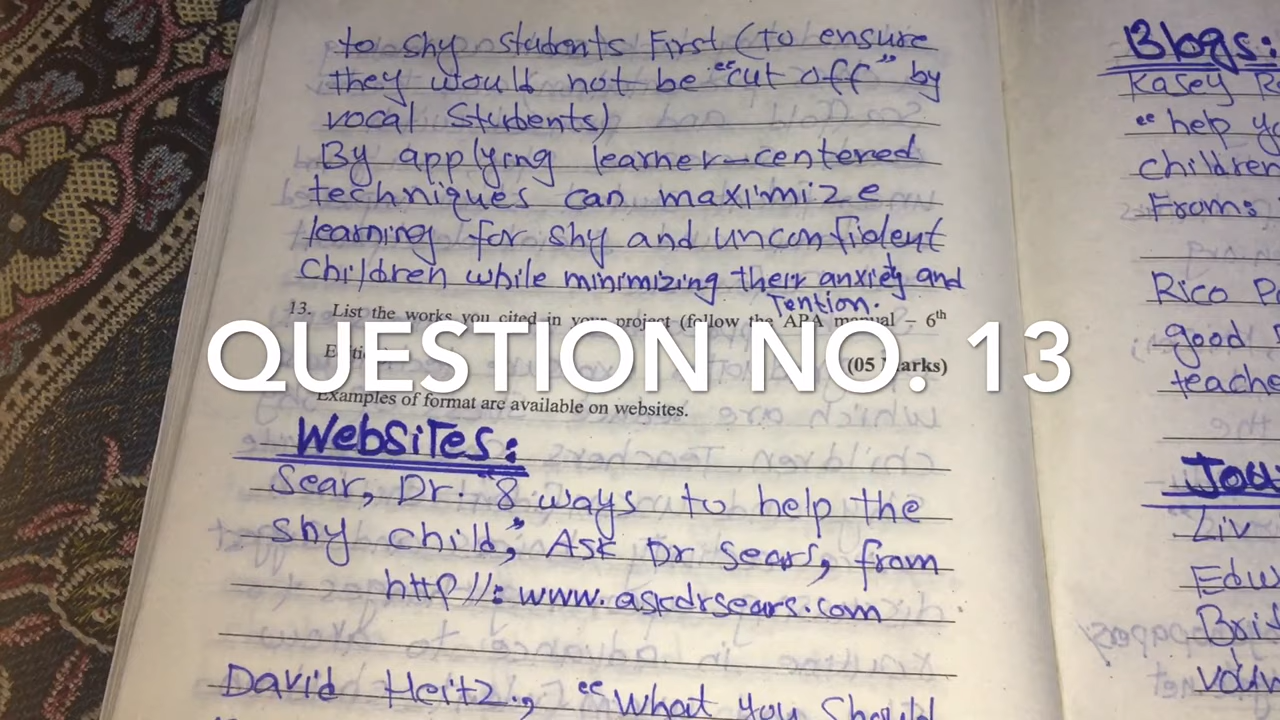 to shy students First (to ensure
they would not be "cut off" by
vocal Students)
By applying learner-centered
techniques can maximize
learning for shy and unconfident
children while minimizing their anxiety and
Tention.
13. List the works you cited in your project (follow the APA manual – 6th
(05 Marks)
Examples of format are available on websites.
QUESTION NO. 13
Websites:
Sear, Dr. "8 ways to help the
shy child," Ask Dr Sears, from
http//: www.askdrsears.com
David Heitz., "What you Should
Blogs:
Kasey
"help
children
From:
Rico
good
Liv